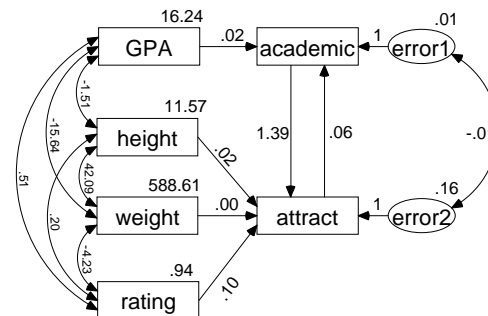 16.24
.01
GPA
.02
academic
1
error1
-1.51
11.57
-15.64
height
1.39
.06
-.0
.51
.02
42.09
588.61
.16
.20
weight
.00
attract
1
error2
-4.23
.94
.10
rating